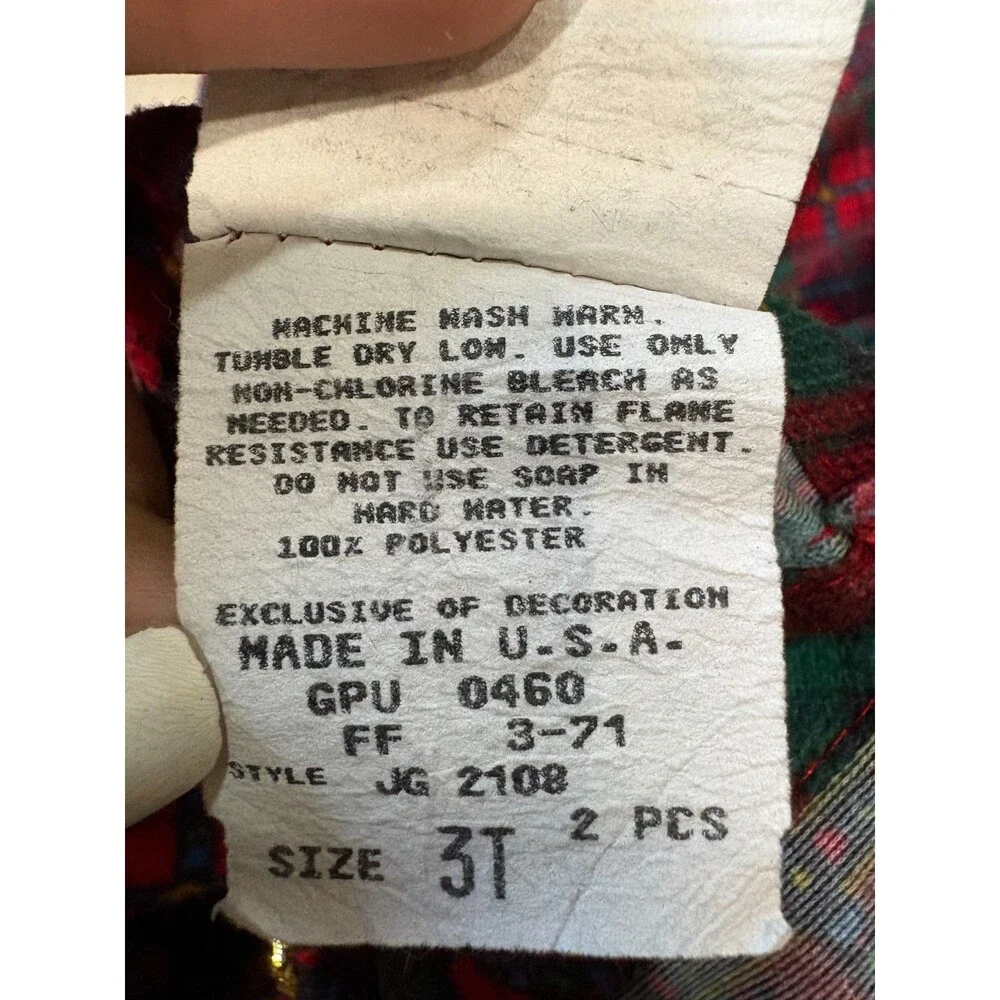 MACHINE WASH WARM.
TUMBLE DRY LOW. USE ONLY
NON-CHLORINE BLEACH AS
NEEDED. TO RETAIN FLAME
RESISTANCE USE DETERGENT.
DO NOT USE SOAP IN
HARD WATER.
100% POLYESTER
EXCLUSIVE OF DECORATION
MADE IN U.S.A.
GPU 0460
FF 3-71
STYLE JG 2108
2 PCS
SIZE 3T